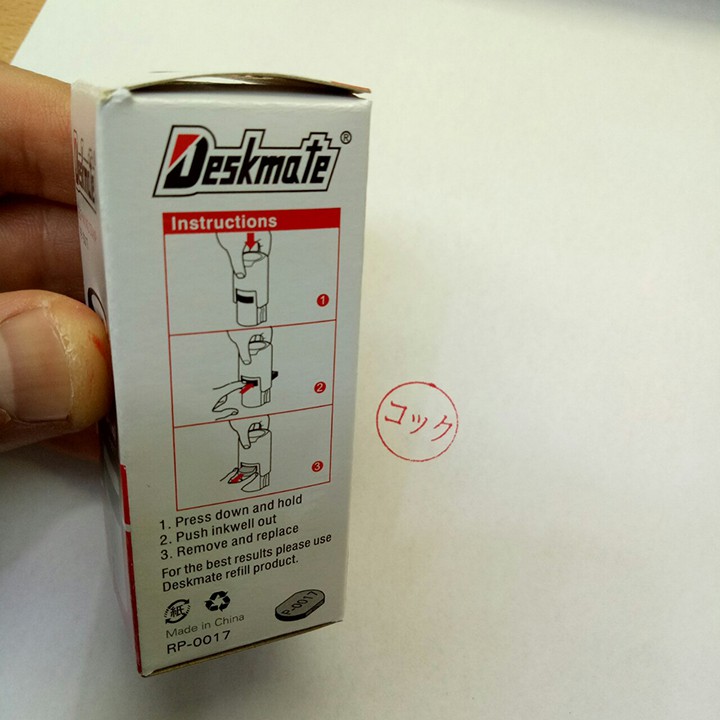 Deskmate®
Instructions
1
2
3
1. Press down and hold
2. Push inkwell out
3. Remove and replace
For the best results please use
Deskmate refill product.
紙
P-0017
Made in China
RP-0017
コック